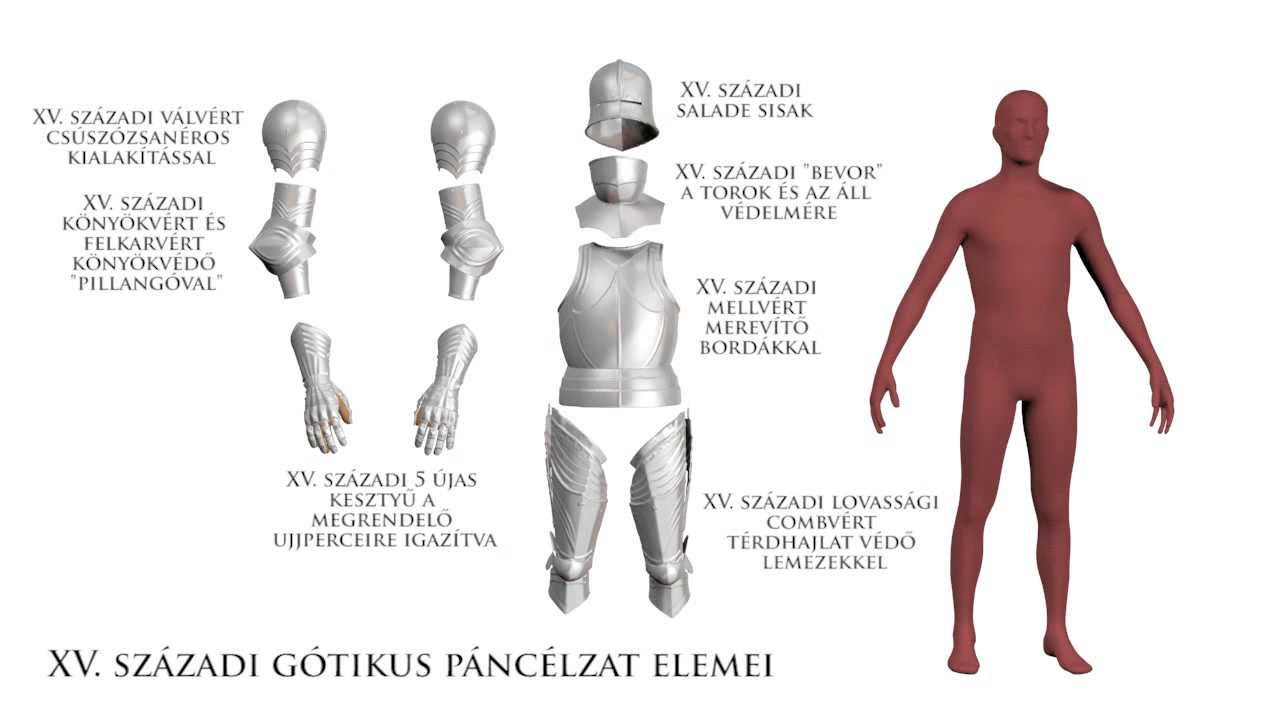 XV. SZÁZADI VÁLVÉRT
CSÚSZÓZSANÉROS
KIALAKÍTÁSSAL
XV. SZÁZADI
KÖNYÖKVÉRT ÉS
FELKARVÉRT
KÖNYÖKVÉDŐ
"PILLANGÓVAL"
XV. SZÁZADI 5 ÚJAS
KESZTYŰ A
MEGRENDELŐ
UJJPERCEIRE IGAZÍTVA
XV. SZÁZADI
SALADE SISAK
XV. SZÁZADI "BEVOR"
A TOROK ÉS AZ ÁLL
VÉDELMÉRE
XV. SZÁZADI
MELLVÉRT
MEREVÍTŐ
BORDÁKKAL
XV. SZÁZADI LOVASSÁGI
COMBVÉRT
TÉRDHAJLAT VÉDŐ
LEMEZEKKEL
XV. SZÁZADI GÓTIKUS PÁNCÉLZAT ELEMEI